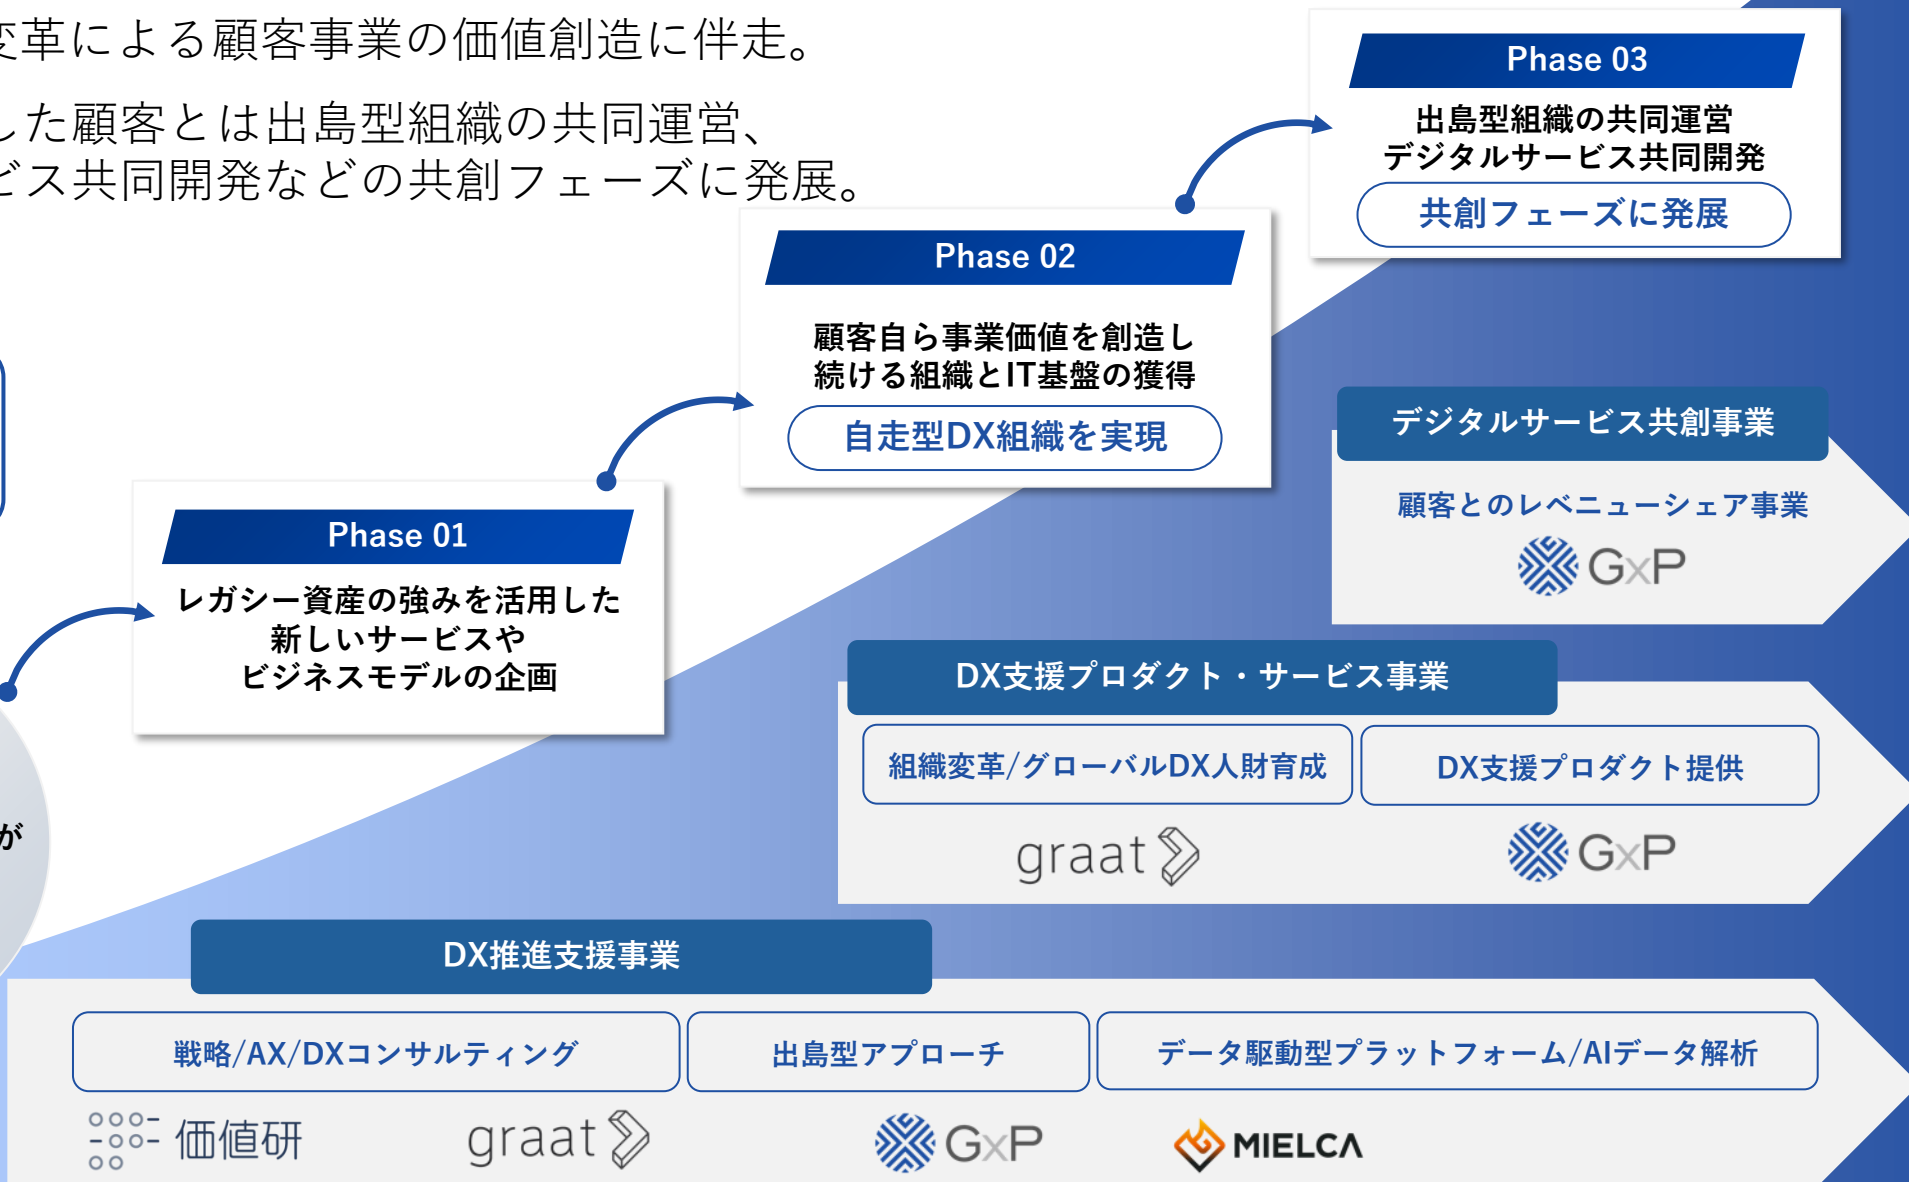 変革による顧客事業の価値創造に伴走。
した顧客とは出島型組織の共同運営、
ビス共同開発などの共創フェーズに発展。
Phase 03
出島型組織の共同運営
デジタルサービス共同開発
共創フェーズに発展
Phase 02
顧客自ら事業価値を創造し
続ける組織とIT基盤の獲得
自走型DX組織を実現
Phase 01
レガシー資産の強みを活用した
新しいサービスや
ビジネスモデルの企画
が
デジタルサービス共創事業
顧客とのレベニューシェア事業
GxP
DX支援プロダクト・サービス事業
組織変革/グローバルDX人財育成
DX支援プロダクト提供
graat
GxP
DX推進支援事業
戦略/AX/DXコンサルティング
出島型アプローチ
データ駆動型プラットフォーム/AIデータ解析
価値研
graat
GxP
MIELCA